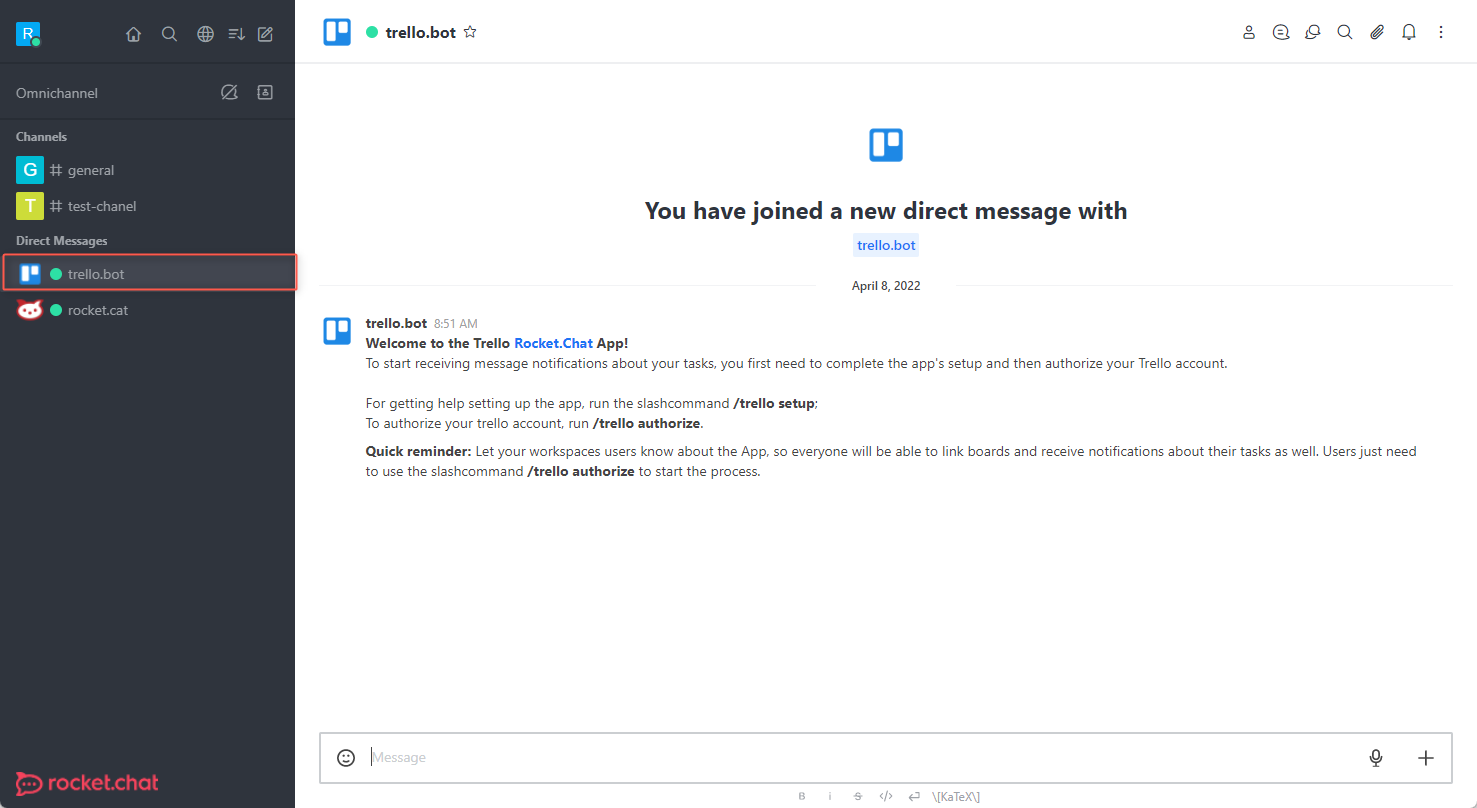 R
trello.bot
Omnichannel
Channels
G general
T test-chanel
Direct Messages
trello.bot
rocket.cat
rocket.chat
You have joined a new direct message with
trello.bot
April 8, 2022
trello.bot 8:51 AM
Welcome to the Trello Rocket.Chat App!
To start receiving message notifications about your tasks, you first need to complete the app's setup and then authorize your Trello account.
For getting help setting up the app, run the slashcommand /trello setup;
To authorize your trello account, run /trello authorize.
Quick reminder: Let your workspaces users know about the App, so everyone will be able to link boards and receive notifications about their tasks as well. Users just need
to use the slashcommand /trello authorize to start the process.
Message
B i S </> \[KaTeX\]